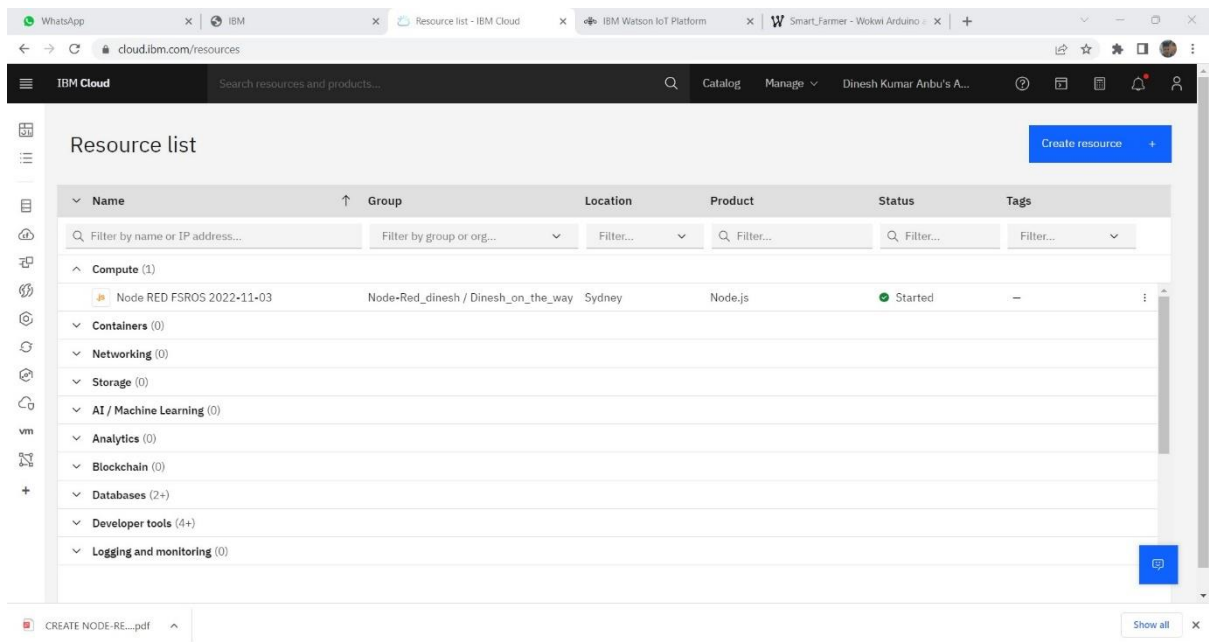 WhatsApp
IBM
Resource list - IBM Cloud
IBM Watson IoT Platform
Smart_Farmer - Wokwi Arduino
cloud.ibm.com/resources
IBM Cloud
Search resources and products...
Catalog
Manage
Dinesh Kumar Anbu's A...
Resource list
Create resource +
Name Group Location Product Status Tags
Filter by name or IP address... Filter by group or org... Filter... Filter... Filter... Filter...
Compute (1)
Node RED FSROS 2022-11-03 Node-Red_dinesh / Dinesh_on_the_way Sydney Node.js Started –
Containers (0)
Networking (0)
Storage (0)
AI / Machine Learning (0)
vm
Analytics (0)
Blockchain (0)
Databases (2+)
Developer tools (4+)
Logging and monitoring (0)
CREATE NODE-RE....pdf
Show all